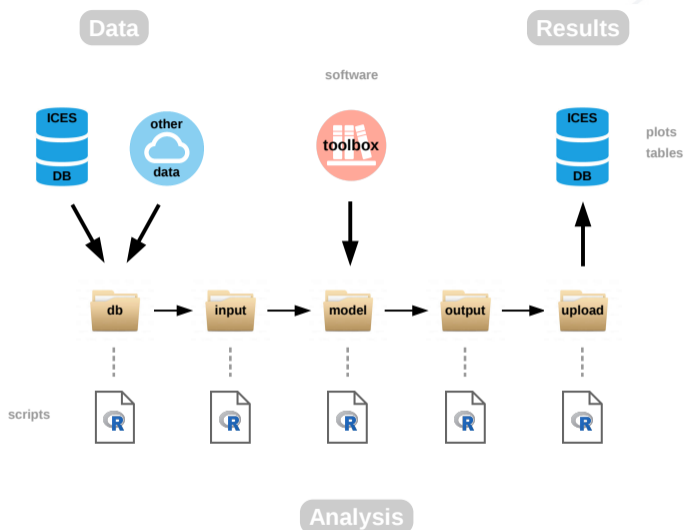 Data
Results
software
ICES
DB
other
data
toolbox
ICES
DB
plots
tables
db
input
model
output
upload
scripts
R
R
R
R
R
Analysis